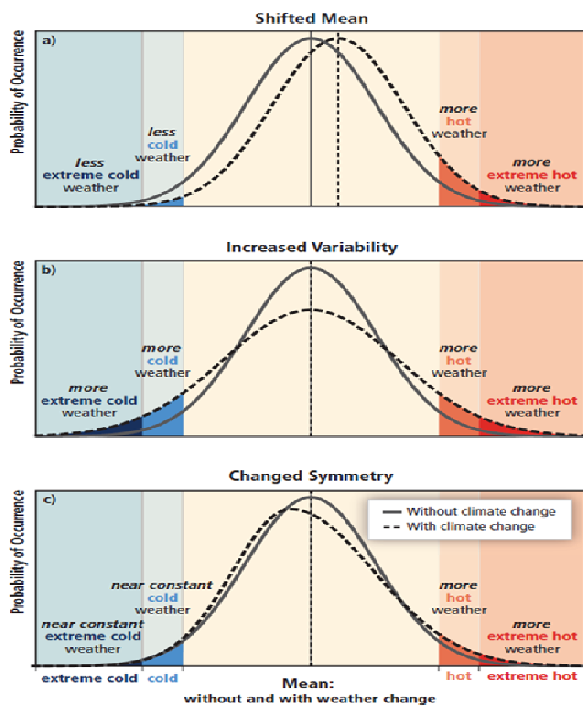 Shifted Mean
Probability of Occurrence
a)
less
cold
weather
less
extreme cold
weather
more
hot
weather
more
extreme hot
weather
Increased Variability
Probability of Occurrence
b)
more
cold
weather
more
extreme cold
weather
more
hot
weather
more
extreme hot
weather
Changed Symmetry
Probability of Occurrence
c)
Without climate change
With climate change
near constant
cold
weather
near constant
extreme cold
weather
more
hot
weather
more
extreme hot
weather
extreme cold
cold
Mean:
without and with weather change
hot
extreme hot